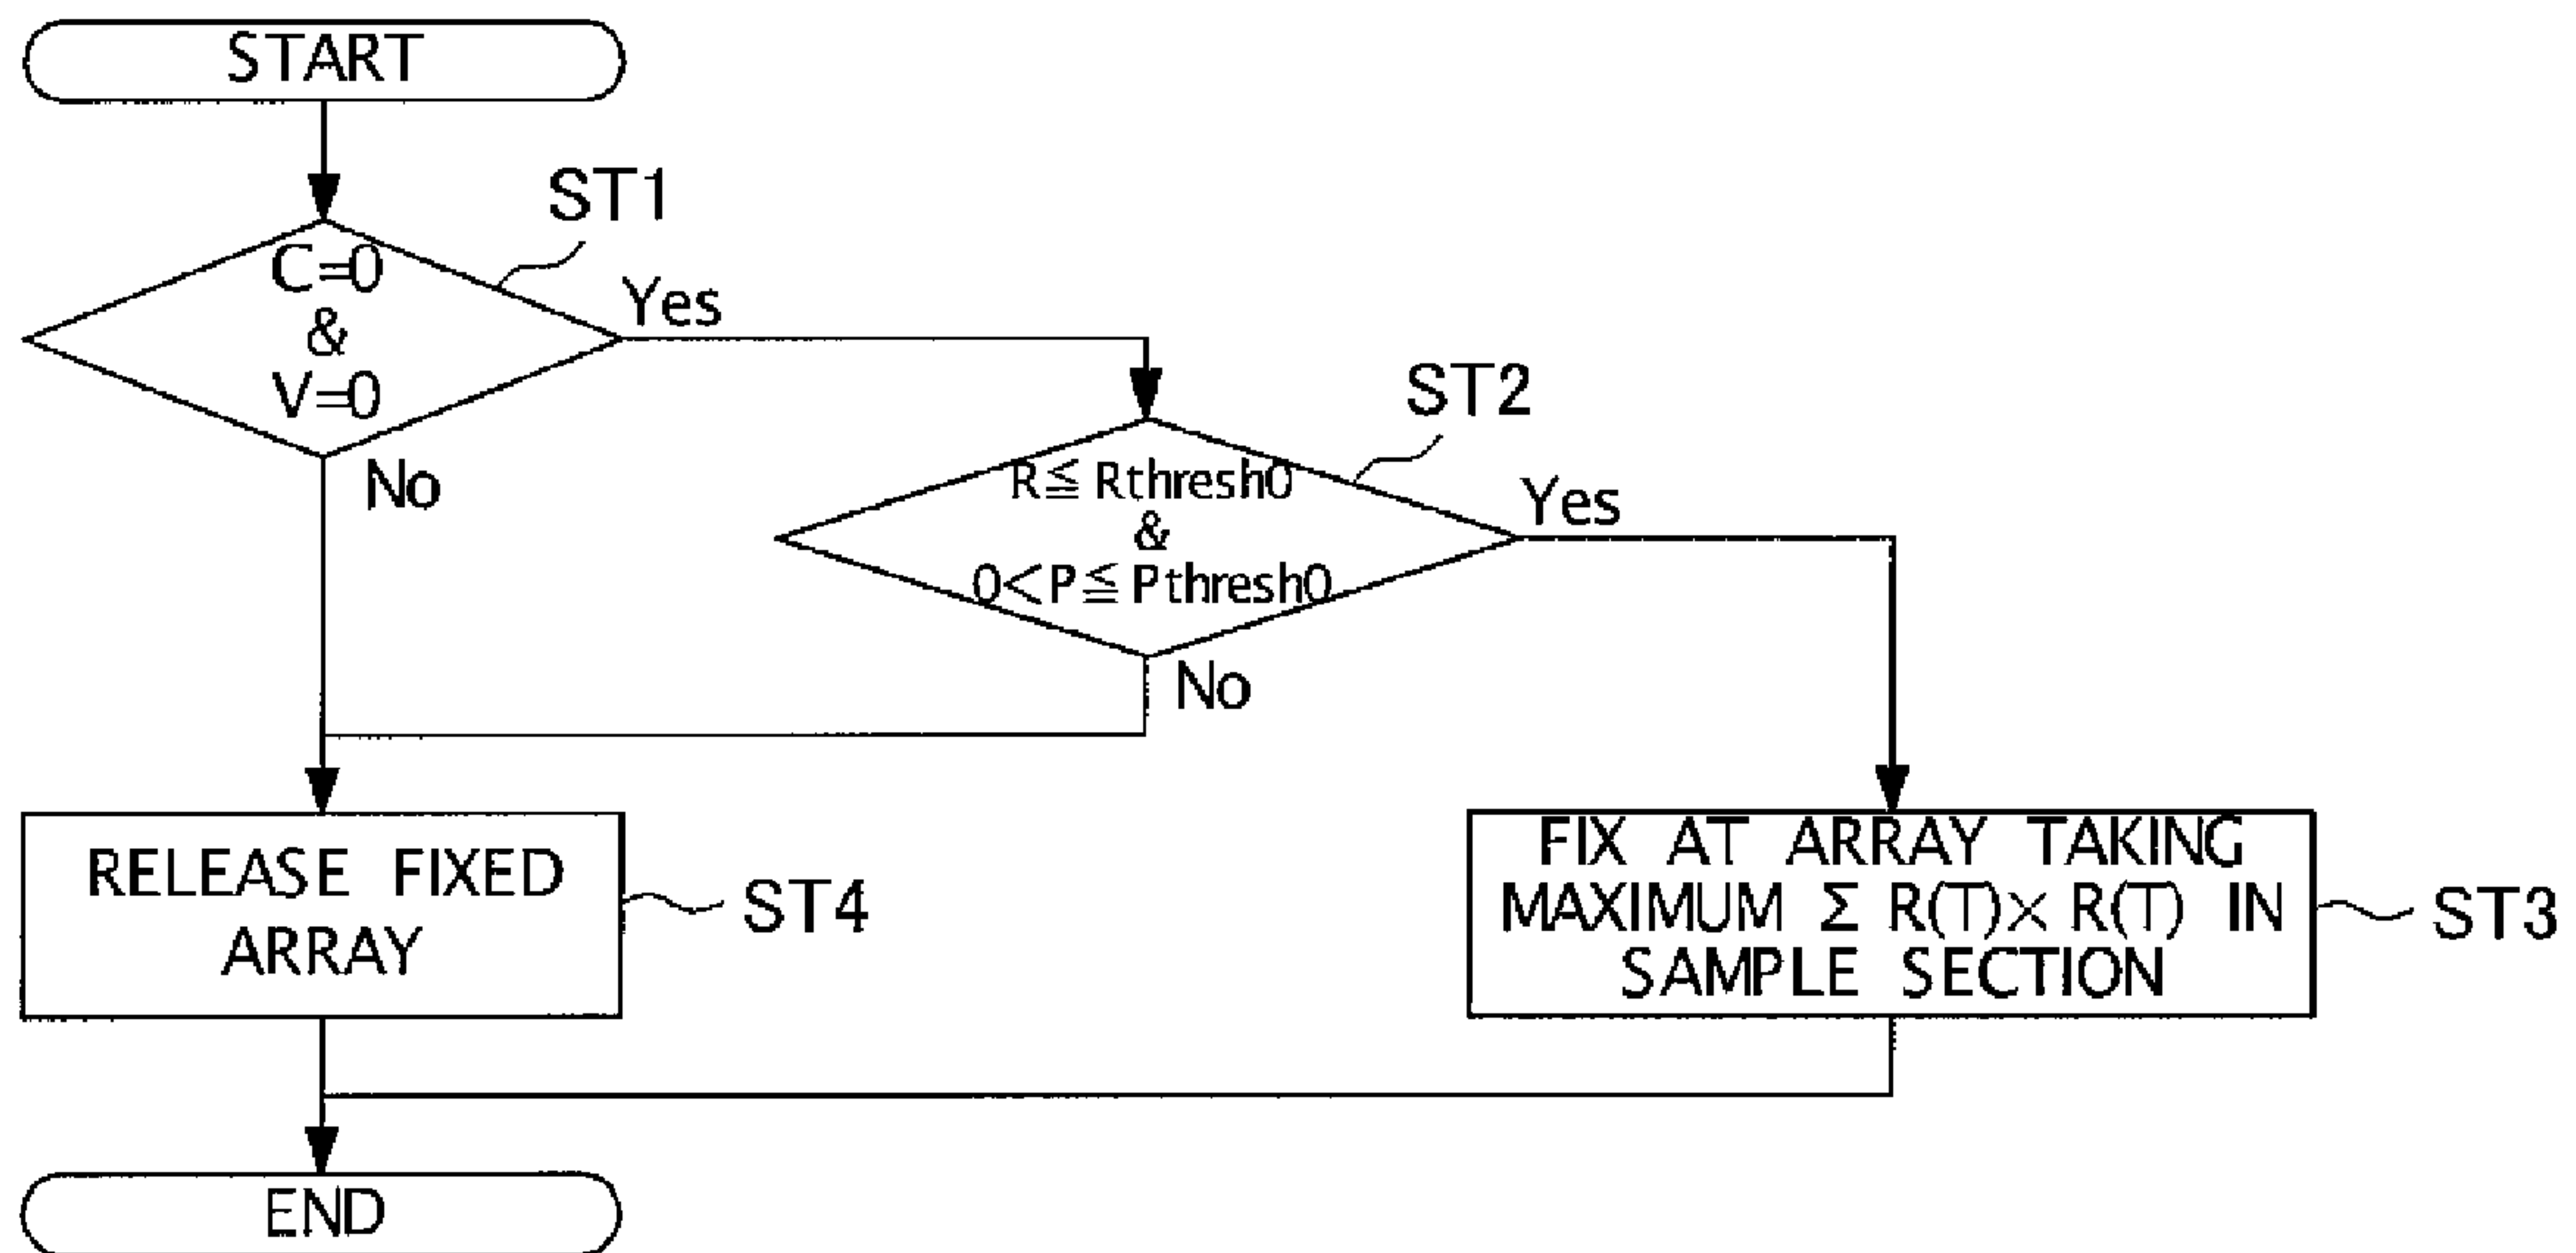 START
ST1
C=0
&
V=0
Yes
No
ST2
R≦Rthresh0
&
0<P≦Pthresh0
Yes
No
RELEASE FIXED
ARRAY
ST4
FIX AT ARRAY TAKING
MAXIMUM Σ R(T)× R(T) IN
SAMPLE SECTION
ST3
END